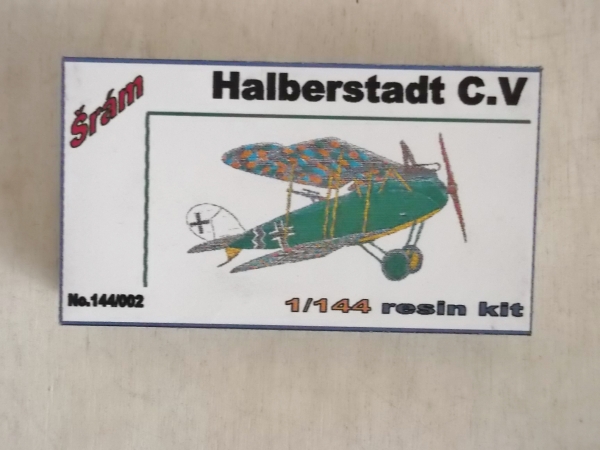 Šrám
Halberstadt C.V
No.144/002
1/144 resin kit